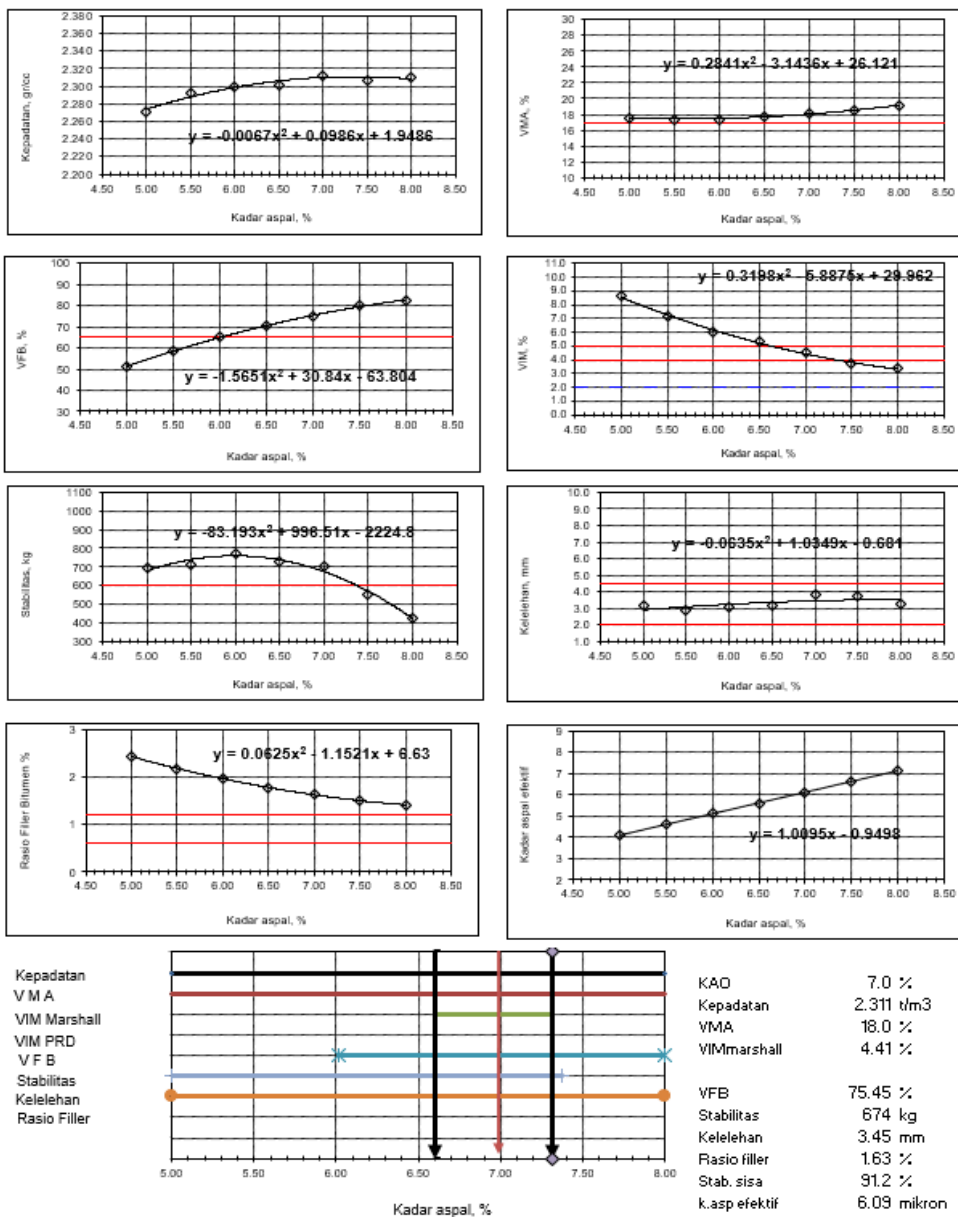 2.380
2.360
2.340
2.320
2.300
2.280
2.260
2.240
2.220
2.200
Kepadatan, gr/cc
y = -0.0067x² + 0.0986x + 1.9486
4.50 5.00 5.50 6.00 6.50 7.00 7.50 8.00 8.50
Kadar aspal, %
30
28
26
24
22
20
18
16
14
12
10
VMA, %
y = 0.2841x² - 3.1436x + 26.121
4.50 5.00 5.50 6.00 6.50 7.00 7.50 8.00 8.50
Kadar aspal, %
100
90
80
70
60
50
40
30
VFB, %
y = -1.5651x² + 30.84x - 63.804
4.50 5.00 5.50 6.00 6.50 7.00 7.50 8.00 8.50
Kadar aspal, %
11.0
10.0
9.0
8.0
7.0
6.0
5.0
4.0
3.0
2.0
1.0
0.0
VIM, %
y = 0.3198x² - 5.8875x + 29.962
4.50 5.00 5.50 6.00 6.50 7.00 7.50 8.00 8.50
Kadar aspal, %
1100
1000
900
800
700
600
500
400
300
Stabilitas, kg
y = -83.193x² + 996.51x - 2224.8
4.50 5.00 5.50 6.00 6.50 7.00 7.50 8.00 8.50
Kadar aspal, %
10.0
9.0
8.0
7.0
6.0
5.0
4.0
3.0
2.0
1.0
Kelelehan, mm
y = -0.0635x² + 1.0349x - 0.681
4.50 5.00 5.50 6.00 6.50 7.00 7.50 8.00 8.50
Kadar aspal, %
3
2
1
0
Rasio Filler Bitumen %
y = 0.0625x² - 1.1521x + 6.63
4.50 5.00 5.50 6.00 6.50 7.00 7.50 8.00 8.50
Kadar aspal, %
9
8
7
6
5
4
3
2
Kadar aspal efektif
y = 1.0095x - 0.9498
4.50 5.00 5.50 6.00 6.50 7.00 7.50 8.00 8.50
Kadar aspal, %
Kepadatan
V M A
VIM Marshall
VIM PRD
V F B
Stabilitas
Kelelehan
Rasio Filler
5.00 5.50 6.00 6.50 7.00 7.50 8.00
Kadar aspal, %
KAO 7.0 %
Kepadatan 2.311 t/m3
VMA 18.0 %
VIMmarshall 4.41 %
VFB 75.45 %
Stabilitas 674 kg
Kelelehan 3.45 mm
Rasio filler 1.63 %
Stab. sisa 91.2 %
k.asp efektif 6.09 mikron